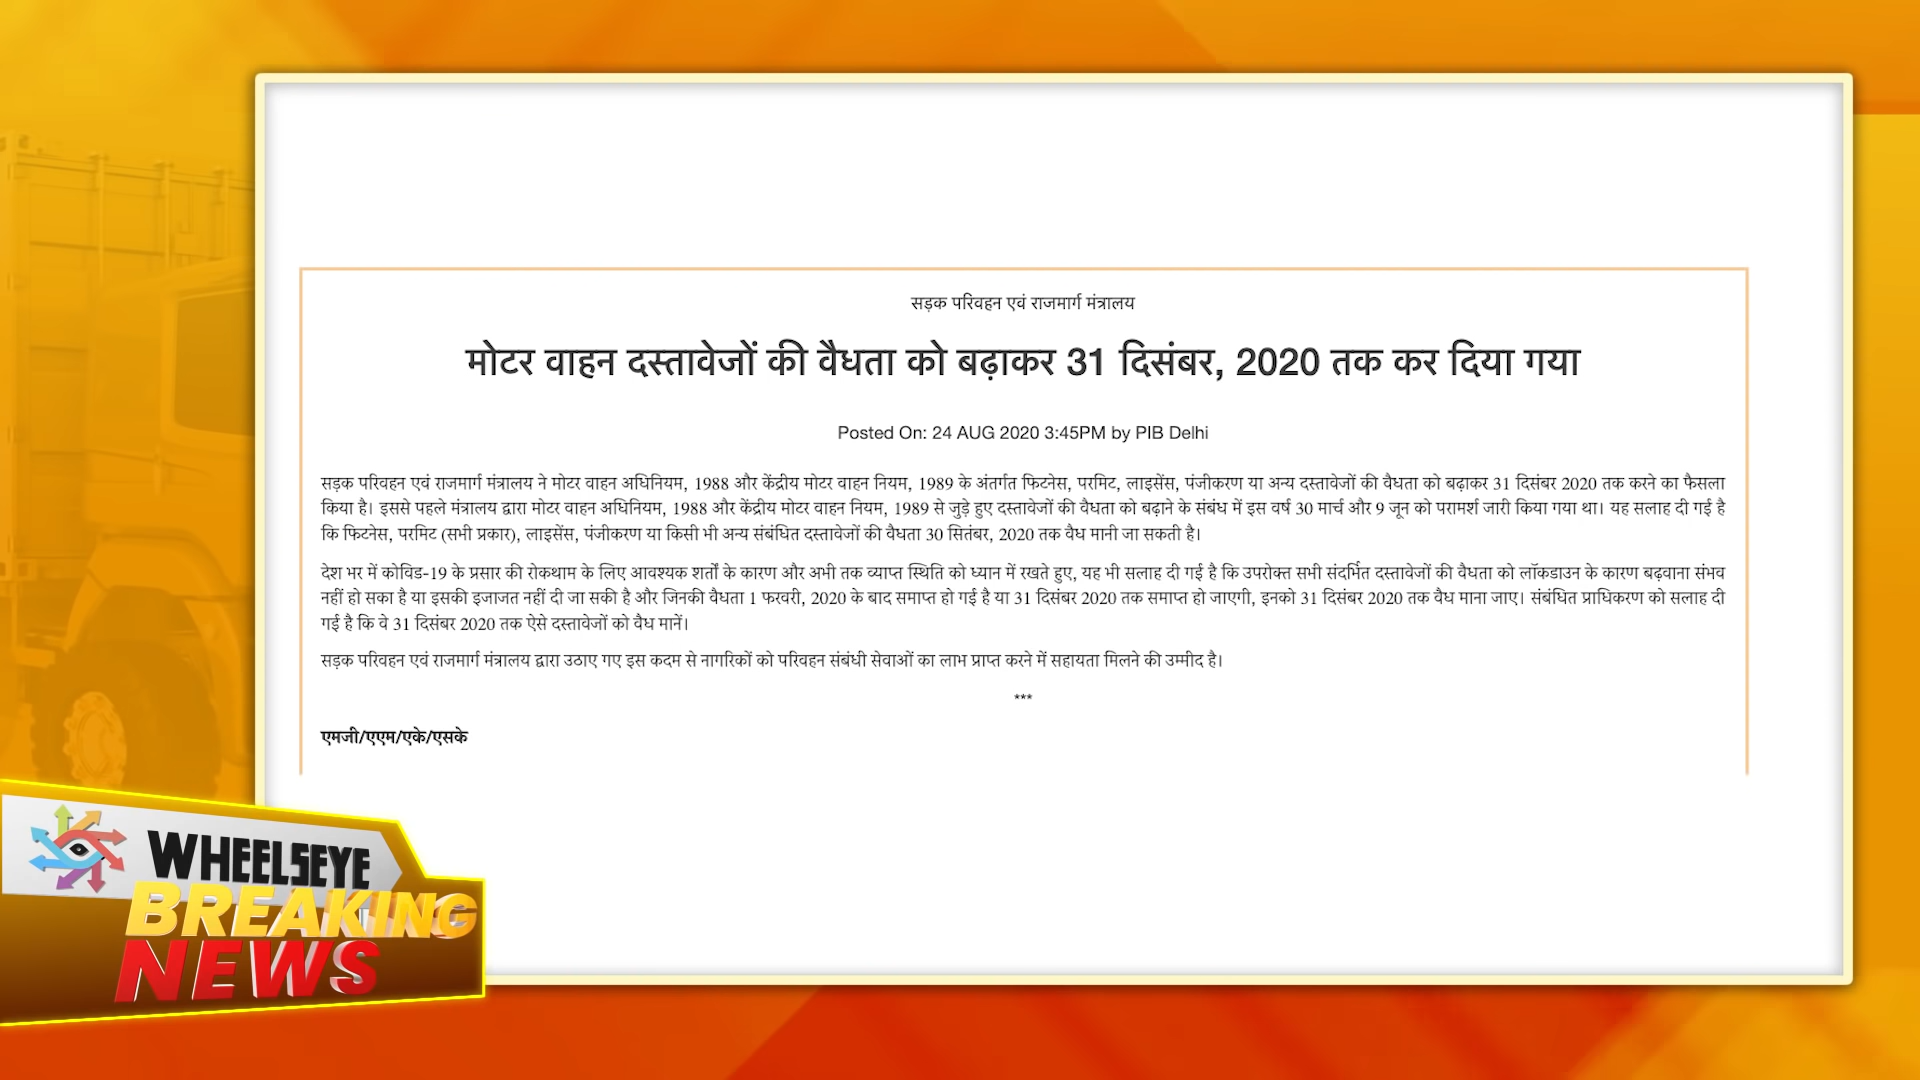 सड़क परिवहन एवं राजमार्ग मंत्रालय
मोटर वाहन दस्तावेजों की वैधता को बढ़ाकर 31 दिसंबर, 2020 तक कर दिया गया
Posted On: 24 AUG 2020 3:45PM by PIB Delhi
सड़क परिवहन एवं राजमार्ग मंत्रालय ने मोटर वाहन अधिनियम, 1988 और केंद्रीय मोटर वाहन नियम, 1989 के अंतर्गत फिटनेस, परमिट, लाइसेंस, पंजीकरण या अन्य दस्तावेजों की वैधता को बढ़ाकर 31 दिसंबर 2020 तक करने का फैसला
किया है। इससे पहले मंत्रालय द्वारा मोटर वाहन अधिनियम, 1988 और केंद्रीय मोटर वाहन नियम, 1989 से जुड़े हुए दस्तावेजों की वैधता को बढ़ाने के संबंध में इस वर्ष 30 मार्च और 9 जून को परामर्श जारी किया गया था। यह सलाह दी गई है
कि फिटनेस, परमिट (सभी प्रकार), लाइसेंस, पंजीकरण या किसी भी अन्य संबंधित दस्तावेजों की वैधता 30 सितंबर, 2020 तक वैध मानी जा सकती है।
देश भर में कोविड-19 के प्रसार की रोकथाम के लिए आवश्यक शर्तों के कारण और अभी तक व्याप्त स्थिति को ध्यान में रखते हुए, यह भी सलाह दी गई है कि उपरोक्त सभी संदर्भित दस्तावेजों की वैधता को लॉकडाउन के कारण बढ़वाना संभव
नहीं हो सका है या इसकी इजाजत नहीं दी जा सकी है और जिनकी वैधता 1 फरवरी, 2020 के बाद समाप्त हो गई है या 31 दिसंबर 2020 तक समाप्त हो जाएगी, इनको 31 दिसंबर 2020 तक वैध माना जाए। संबंधित प्राधिकरण को सलाह दी
गई है कि वे 31 दिसंबर 2020 तक ऐसे दस्तावेजों को वैध मानें।
सड़क परिवहन एवं राजमार्ग मंत्रालय द्वारा उठाए गए इस कदम से नागरिकों को परिवहन संबंधी सेवाओं का लाभ प्राप्त करने में सहायता मिलने की उम्मीद है।
***
एमजी/एएम/एके/एसके
WHEELSEYE
BREAKING
NEWS